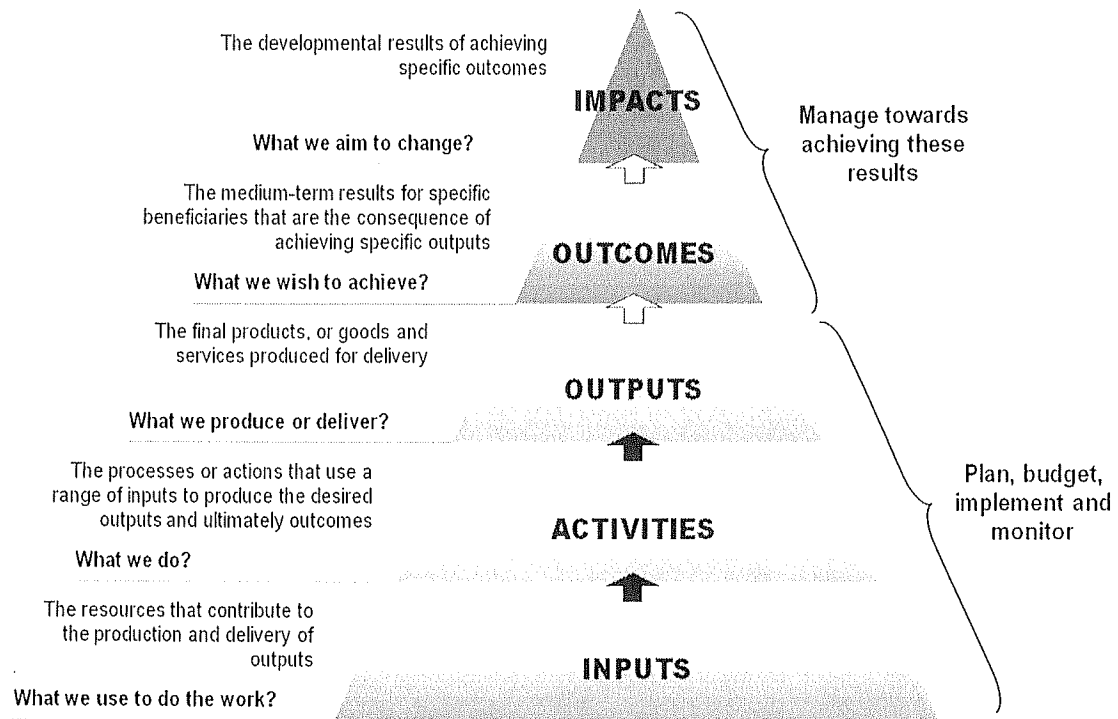 The developmental results of achieving
specific outcomes
IMPACTS
What we aim to change?
Manage towards
achieving these
results
The medium-term results for specific
beneficiaries that are the consequence of
achieving specific outputs
OUTCOMES
What we wish to achieve?
The final products, or goods and
services produced for delivery
OUTPUTS
What we produce or deliver?
The processes or actions that use a
range of inputs to produce the desired
outputs and ultimately outcomes
ACTIVITIES
What we do?
Plan, budget,
implement and
monitor
The resources that contribute to
the production and delivery of
outputs
INPUTS
What we use to do the work?